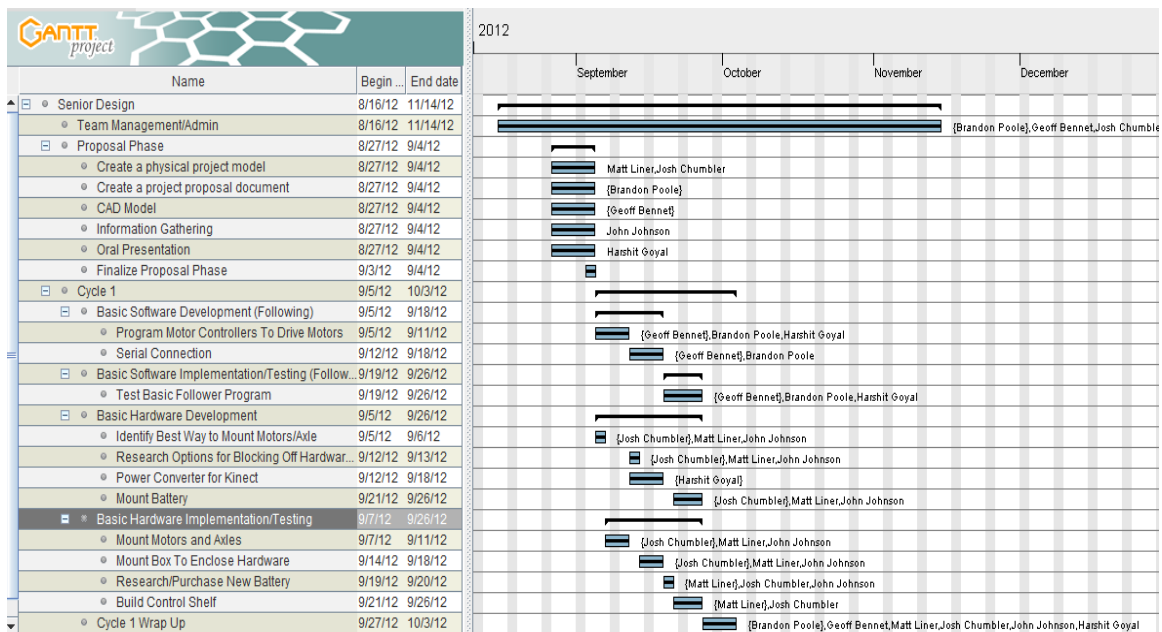 GANTT
project
2012
September October November December
Name Begin ... End date
Senior Design 8/16/12 11/14/12
Team Management/Admin 8/16/12 11/14/12 {Brandon Poole},Geoff Bennet,Josh Chumble
Proposal Phase 8/27/12 9/4/12
Create a physical project model 8/27/12 9/4/12 Matt Liner,Josh Chumbler
Create a project proposal document 8/27/12 9/4/12 {Brandon Poole}
CAD Model 8/27/12 9/4/12 {Geoff Bennet}
Information Gathering 8/27/12 9/4/12 John Johnson
Oral Presentation 8/27/12 9/4/12 Harshit Goyal
Finalize Proposal Phase 9/3/12 9/4/12
Cycle 1 9/5/12 10/3/12
Basic Software Development (Following) 9/5/12 9/18/12
Program Motor Controllers To Drive Motors 9/5/12 9/11/12 {Geoff Bennet},Brandon Poole,Harshit Goyal
Serial Connection 9/12/12 9/18/12 {Geoff Bennet},Brandon Poole
Basic Software Implementation/Testing (Follow... 9/19/12 9/26/12
Test Basic Follower Program 9/19/12 9/26/12 {Geoff Bennet},Brandon Poole,Harshit Goyal
Basic Hardware Development 9/5/12 9/26/12
Identify Best Way to Mount Motors/Axle 9/5/12 9/6/12 {Josh Chumbler},Matt Liner,John Johnson
Research Options for Blocking Off Hardwar... 9/12/12 9/13/12 {Josh Chumbler},Matt Liner,John Johnson
Power Converter for Kinect 9/12/12 9/18/12 {Harshit Goyal}
Mount Battery 9/21/12 9/26/12 {Josh Chumbler},Matt Liner,John Johnson
Basic Hardware Implementation/Testing 9/7/12 9/26/12
Mount Motors and Axles 9/7/12 9/11/12 {Josh Chumbler},Matt Liner,John Johnson
Mount Box To Enclose Hardware 9/14/12 9/18/12 {Josh Chumbler},Matt Liner,John Johnson
Research/Purchase New Battery 9/19/12 9/20/12 {Matt Liner},Josh Chumbler,John Johnson
Build Control Shelf 9/21/12 9/26/12 {Matt Liner},Josh Chumbler
Cycle 1 Wrap Up 9/27/12 10/3/12 {Brandon Poole},Geoff Bennet,Matt Liner,Josh Chumbler,John Johnson,Harshit Goyal